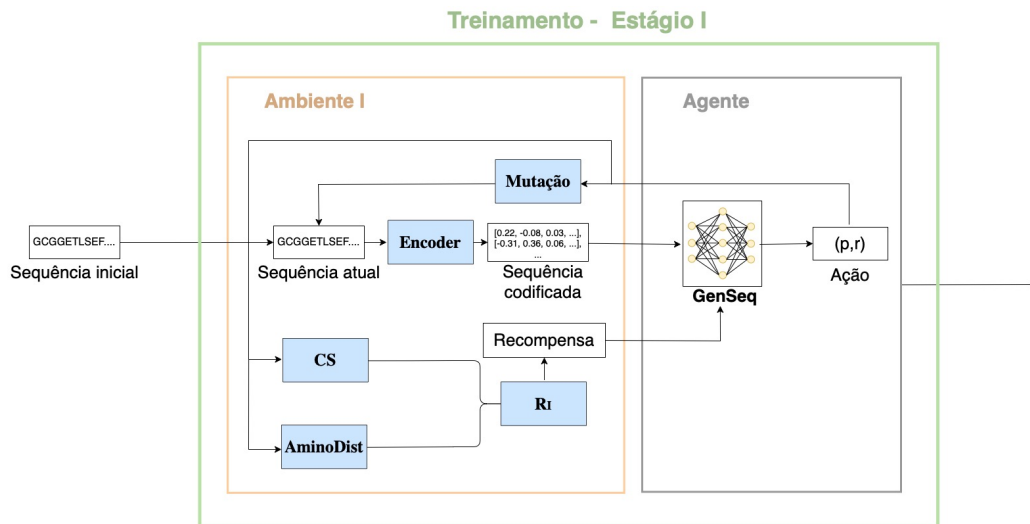 Treinamento - Estágio I
Ambiente I
Agente
Mutação
GCGGETLSEF....
Sequência inicial
GCGGETLSEF....
Sequência atual
Encoder
[0.22, -0.08, 0.03, ...],
[-0.31, 0.36, 0.06, ...],
...
Sequência
codificada
GenSeq
(p,r)
Ação
Recompensa
CS
RI
AminoDist